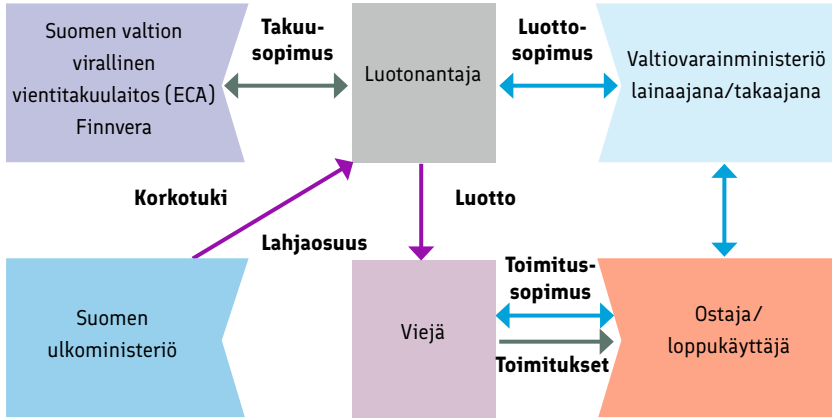 Suomen valtion
virallinen
vientitakuulaitos (ECA)
Finnvera
Takuu-
sopimus
Luotonantaja
Luotto-
sopimus
Valtiovarainministeriö
lainaajana/takaajana
Korkotuki
Lahjaosuus
Luotto
Suomen
ulkoministeriö
Viejä
Toimitus-
sopimus
Toimitukset
Ostaja/
loppukäyttäjä